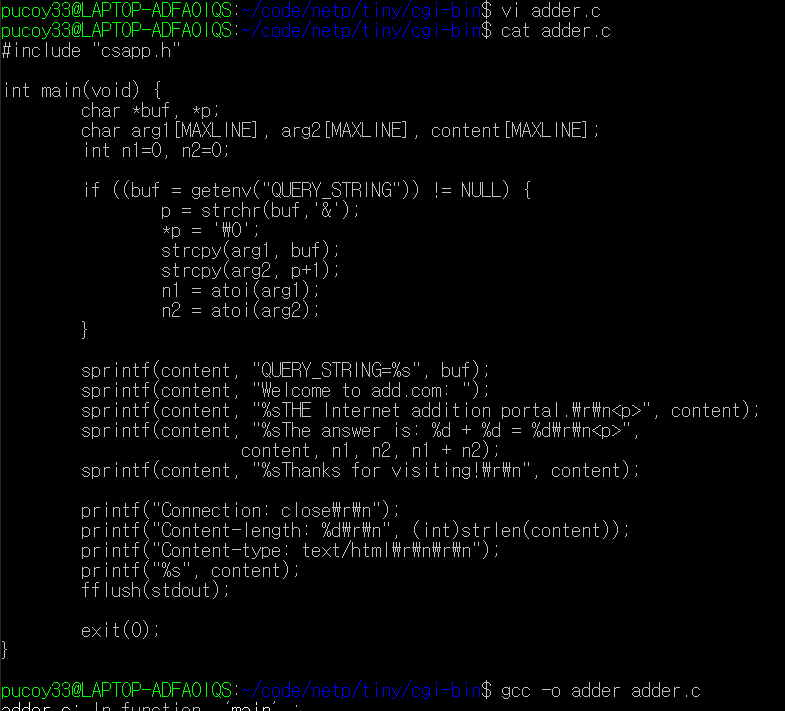 pucoy33@LAPTOP-ADFA0IQS:~/code/netp/tiny/cgi-bin$ vi adder.c
pucoy33@LAPTOP-ADFA0IQS:~/code/netp/tiny/cgi-bin$ cat adder.c
#include "csapp.h"
int main(void) {
char *buf, *p;
char arg1[MAXLINE], arg2[MAXLINE], content[MAXLINE];
int n1=0, n2=0;
if ((buf = getenv("QUERY_STRING")) != NULL) {
p = strchr(buf,'&');
*p = '₩0';
strcpy(arg1, buf);
strcpy(arg2, p+1);
n1 = atoi(arg1);
n2 = atoi(arg2);
}
sprintf(content, "QUERY_STRING=%s", buf);
sprintf(content, "Welcome to add.com: ");
sprintf(content, "%sTHE Internet addition portal.₩r₩n<p>", content);
sprintf(content, "%sThe answer is: %d + %d = %d₩r₩n<p>",
content, n1, n2, n1 + n2);
sprintf(content, "%sThanks for visiting!₩r₩n", content);
printf("Connection: close₩r₩n");
printf("Content-length: %d₩r₩n", (int)strlen(content));
printf("Content-type: text/html₩r₩n₩r₩n");
printf("%s", content);
fflush(stdout);
exit(0);
}
pucoy33@LAPTOP-ADFA0IQS:~/code/netp/tiny/cgi-bin$ gcc -o adder adder.c
adder.c: In function 'main':